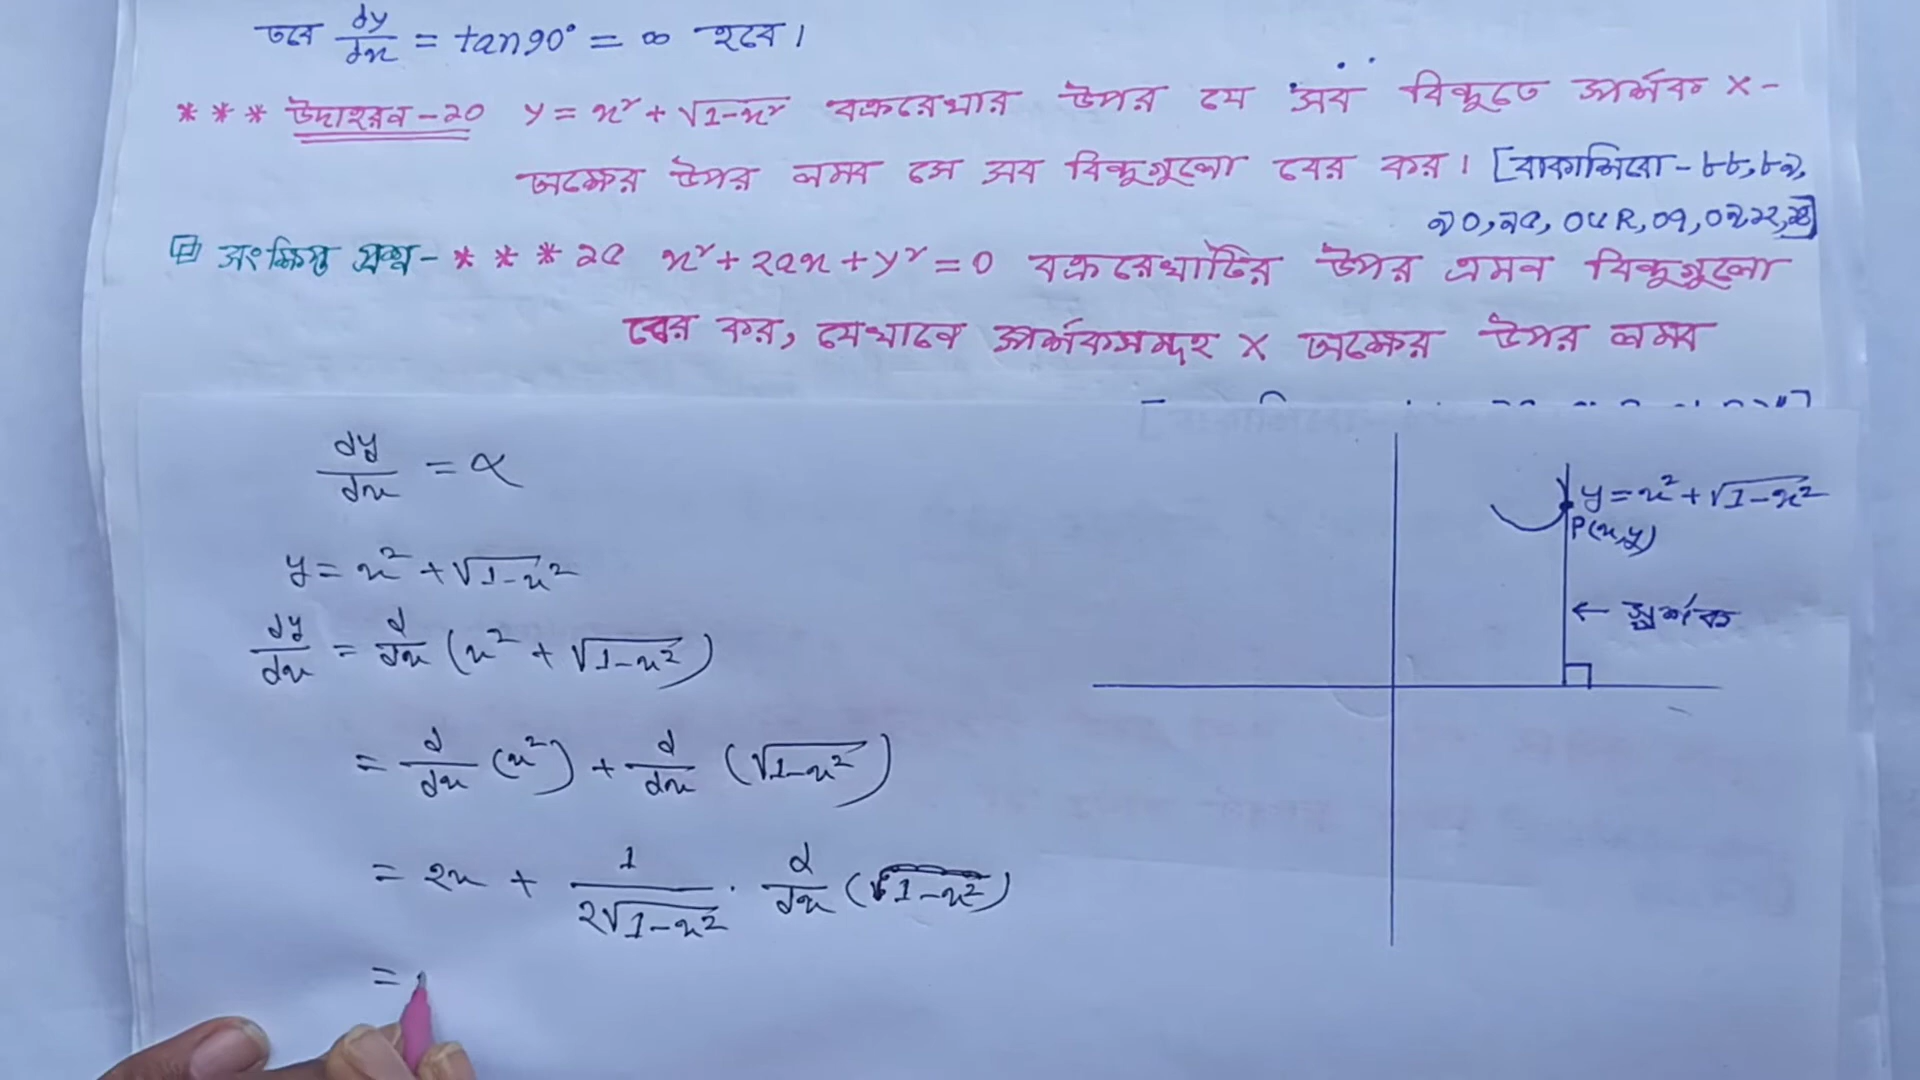 তবে dy/dx = tan90° = ∞ হবে।
*** উদাহরন-২০ y = x² + √1-x² বক্ররেখার উপর যে সব বিন্দুতে স্পর্শক X-
অক্ষের উপর লম্ব সে সব বিন্দুগুলো বের কর। [বাকাশিবো-৮৮,৮৯,
৯০,৯৫, ০৫R,০৭,
সংক্ষিপ্ত প্রশ্ন- *** ২৫ x² + 2ax + y² = 0 বক্ররেখাটির উপর এমন বিন্দুগুলো
বের কর, যেখানে স্পর্শকসমূহ X অক্ষের উপর লম্ব
dy/dx = α
y = x² + √1-x²
dy/dx = d/dx (x² + √1-x²)
= d/dx (x²) + d/dx (√1-x²)
= 2x + 1/2√1-x² · d/dx (1-x²)
=
y = x² + √1-x²
P(x,y)
← স্পর্শক